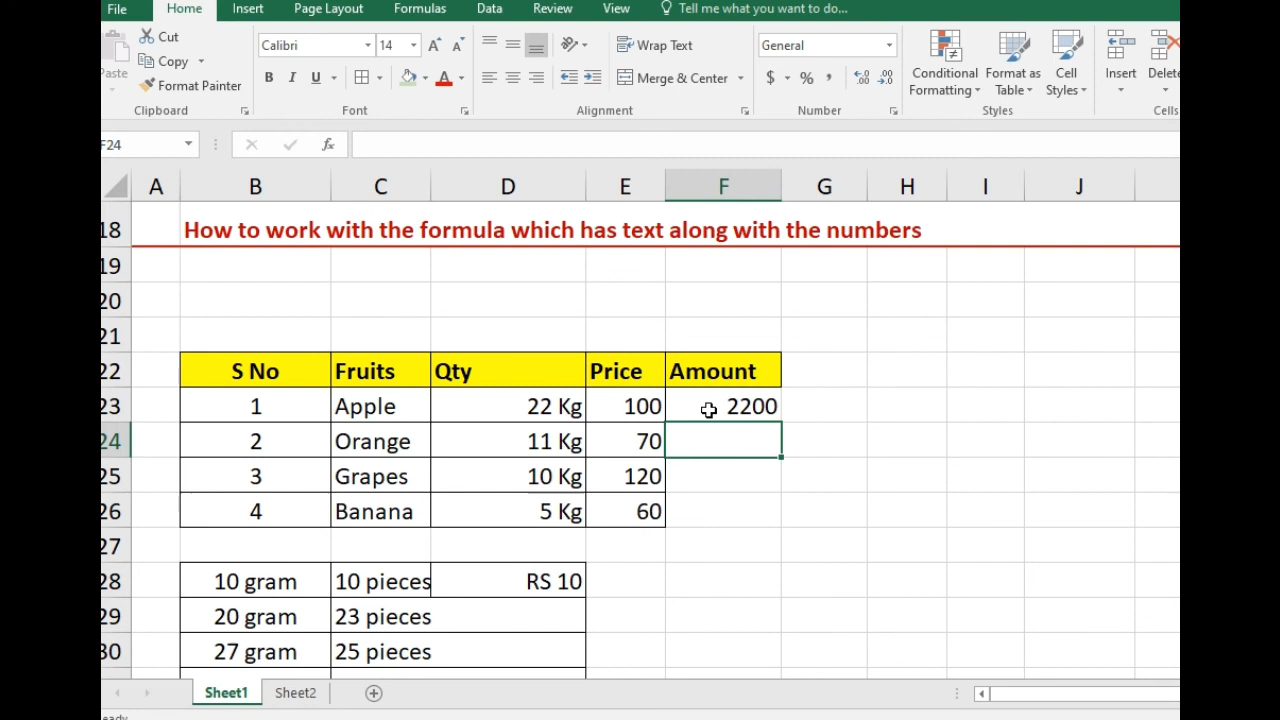 File Home Insert Page Layout Formulas Data Review View Tell me what you want to do...
Cut
Copy
Paste
Format Painter
Clipboard
Calibri 14 A A
B I U A
Font
Wrap Text
Merge & Center
Alignment
General
$ % , .0 .00 .00 .0
Number
Conditional Formatting
Format as Table
Cell Styles
Styles
Insert Delete
Cells
F24 fx
A B C D E F G H I J
18 How to work with the formula which has text along with the numbers
19
20
21
22 S No Fruits Qty Price Amount
23 1 Apple 22 Kg 100 2200
24 2 Orange 11 Kg 70
25 3 Grapes 10 Kg 120
26 4 Banana 5 Kg 60
27
28 10 gram 10 pieces RS 10
29 20 gram 23 pieces
30 27 gram 25 pieces
Sheet1 Sheet2